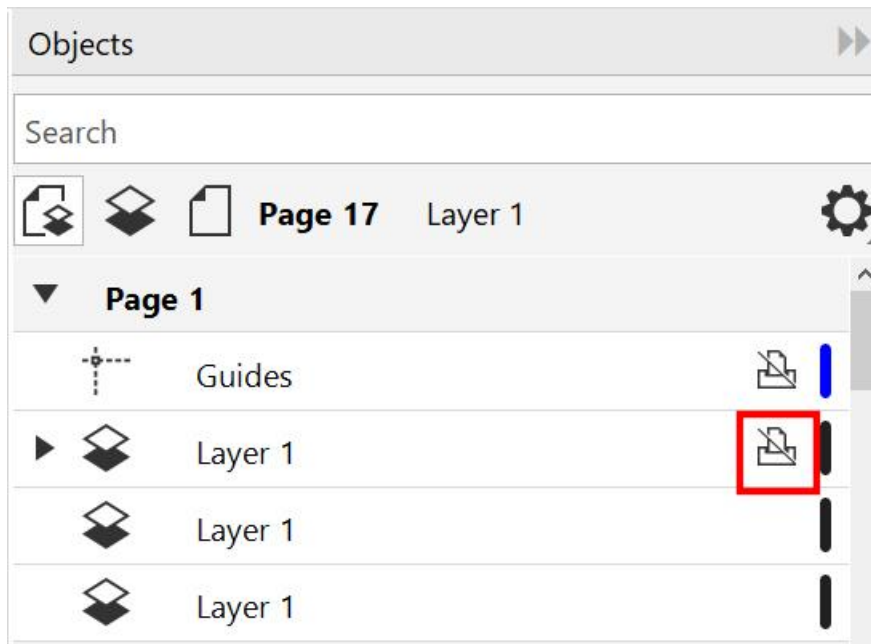 Objects
Search
Page 17 Layer 1
Page 1
Guides
Layer 1
Layer 1
Layer 1